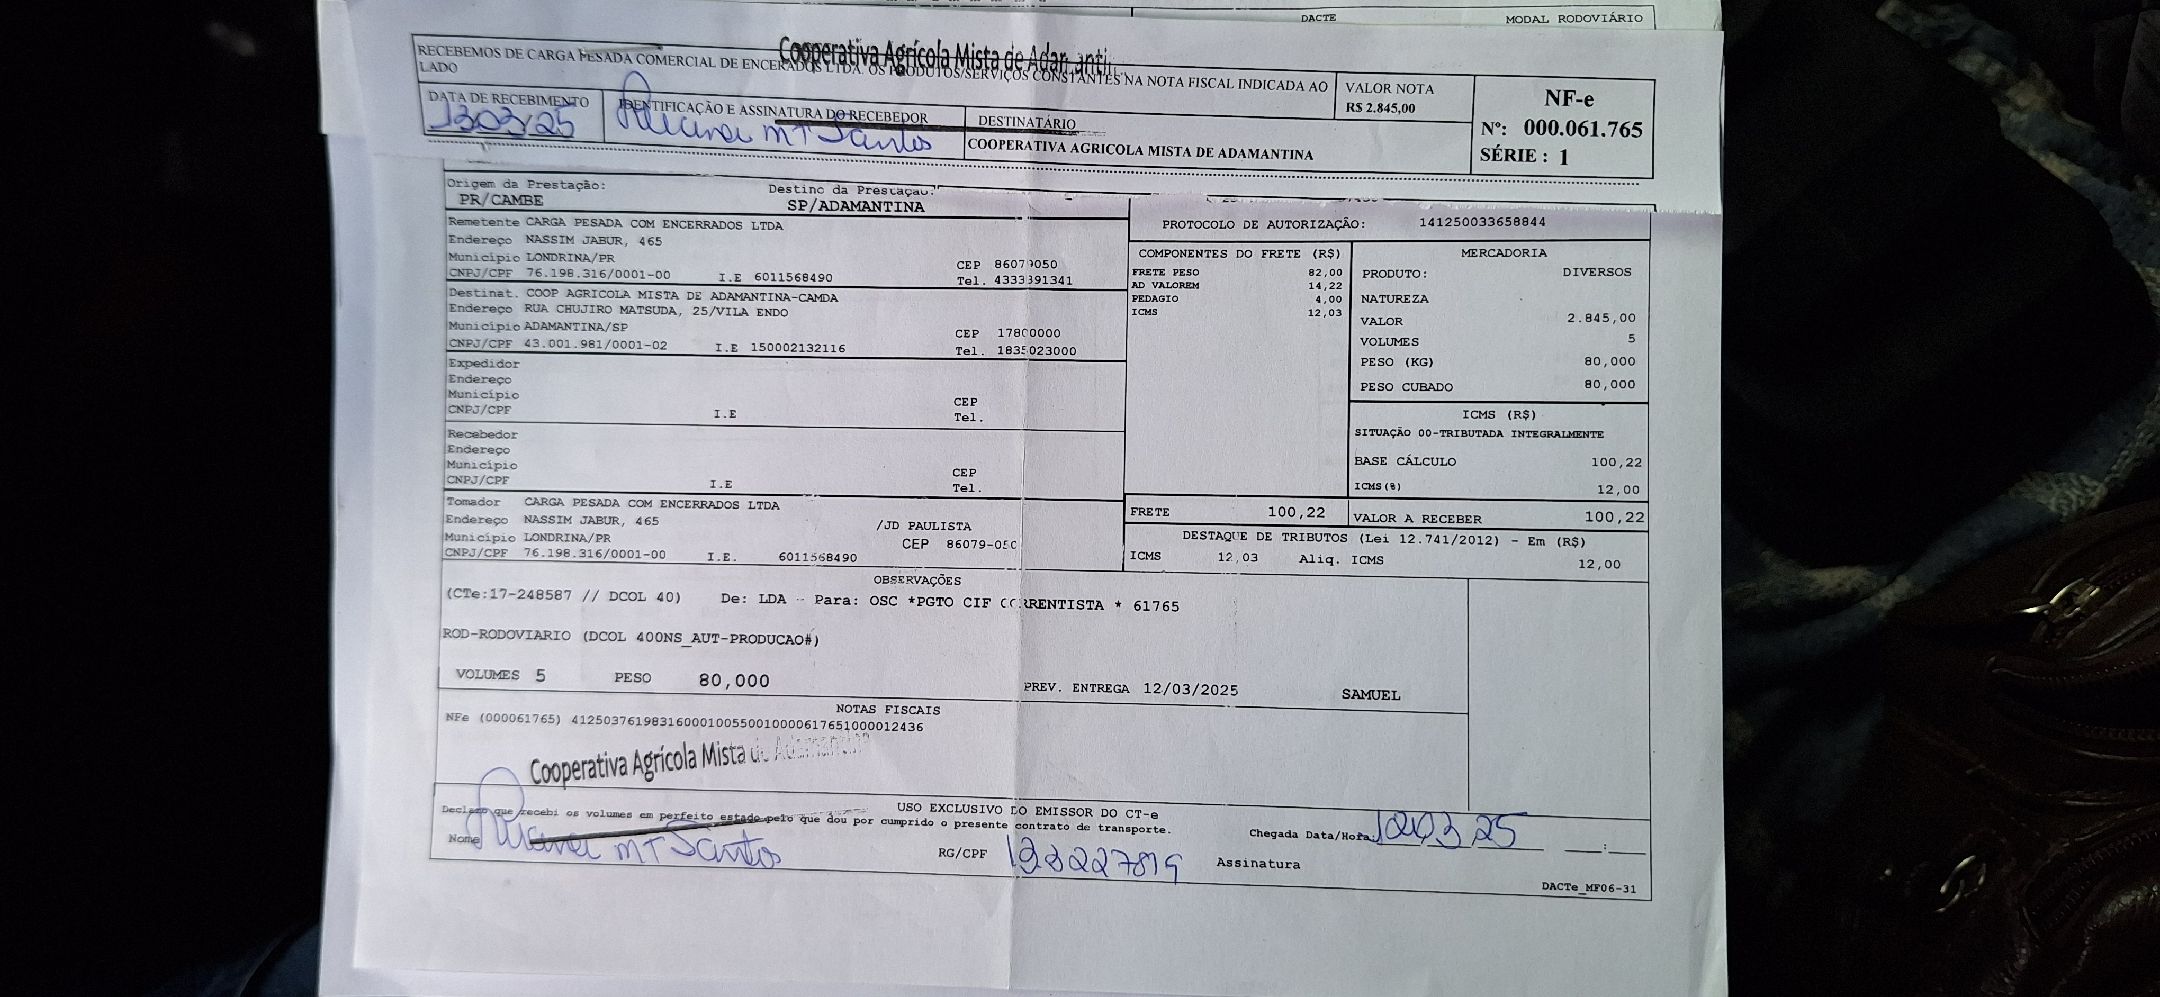 DACTE MODAL RODOVIÁRIO
Cooperativa Agrícola Mista de Adamanti
RECEBEMOS DE CARGA PESADA COMERCIAL DE ENCERADOS LTDA. OS PRODUTOS/SERVIÇOS CONSTANTES NA NOTA FISCAL INDICADA AO
LADO
VALOR NOTA
R$ 2.845,00
NF-e
Nº: 000.061.765
SÉRIE : 1
DATA DE RECEBIMENTO
IDENTIFICAÇÃO E ASSINATURA DO RECEBEDOR
DESTINATÁRIO
COOPERATIVA AGRICOLA MISTA DE ADAMANTINA
130325
MT Santos
Origem da Prestação: Destino da Prestação:
PR/CAMBE SP/ADAMANTINA
Remetente CARGA PESADA COM ENCERRADOS LTDA
Endereço NASSIM JABUR, 465
Município LONDRINA/PR CEP 86079050
CNPJ/CPF 76.198.316/0001-00 I.E 6011568490 Tel. 4333391341
Destinat. COOP AGRICOLA MISTA DE ADAMANTINA-CAMDA
Endereço RUA CHUJIRO MATSUDA, 25/VILA ENDO
Município ADAMANTINA/SP CEP 17800000
CNPJ/CPF 43.001.981/0001-02 I.E 150002132116 Tel. 1835023000
Expedidor
Endereço
Município CEP
CNPJ/CPF I.E Tel.
Recebedor
Endereço
Município CEP
CNPJ/CPF I.E Tel.
Tomador CARGA PESADA COM ENCERRADOS LTDA
Endereço NASSIM JABUR, 465 /JD PAULISTA
Município LONDRINA/PR CEP 86079-050
CNPJ/CPF 76.198.316/0001-00 I.E. 6011568490
PROTOCOLO DE AUTORIZAÇÃO: 141250033658844
COMPONENTES DO FRETE (R$)
FRETE PESO 82,00
AD VALOREM 14,22
PEDAGIO 4,00
ICMS 12,03
MERCADORIA
PRODUTO: DIVERSOS
NATUREZA
VALOR 2.845,00
VOLUMES 5
PESO (KG) 80,000
PESO CUBADO 80,000
ICMS (R$)
SITUAÇÃO 00-TRIBUTADA INTEGRALMENTE
BASE CÁLCULO 100,22
ICMS(%) 12,00
FRETE 100,22 VALOR A RECEBER 100,22
DESTAQUE DE TRIBUTOS (Lei 12.741/2012) - Em (R$)
ICMS 12,03 Aliq. ICMS 12,00
OBSERVAÇÕES
(CTe:17-248587 // DCOL 40) De: LDA - Para: OSC *PGTO CIF CORRENTISTA * 61765
ROD-RODOVIARIO (DCOL 400NS_AUT-PRODUCAO#)
VOLUMES 5 PESO 80,000 PREV. ENTREGA 12/03/2025 SAMUEL
NOTAS FISCAIS
NFe (000061765) 41250376198316000100550010000617651000012436
Cooperativa Agrícola Mista de Adamantin
USO EXCLUSIVO DO EMISSOR DO CT-e
Declaro que recebi os volumes em perfeito estado pelo que dou por cumprido o presente contrato de transporte.
Nome MT Santos RG/CPF Assinatura
Chegada Data/Hora: __:__
DACTe_MF06-31